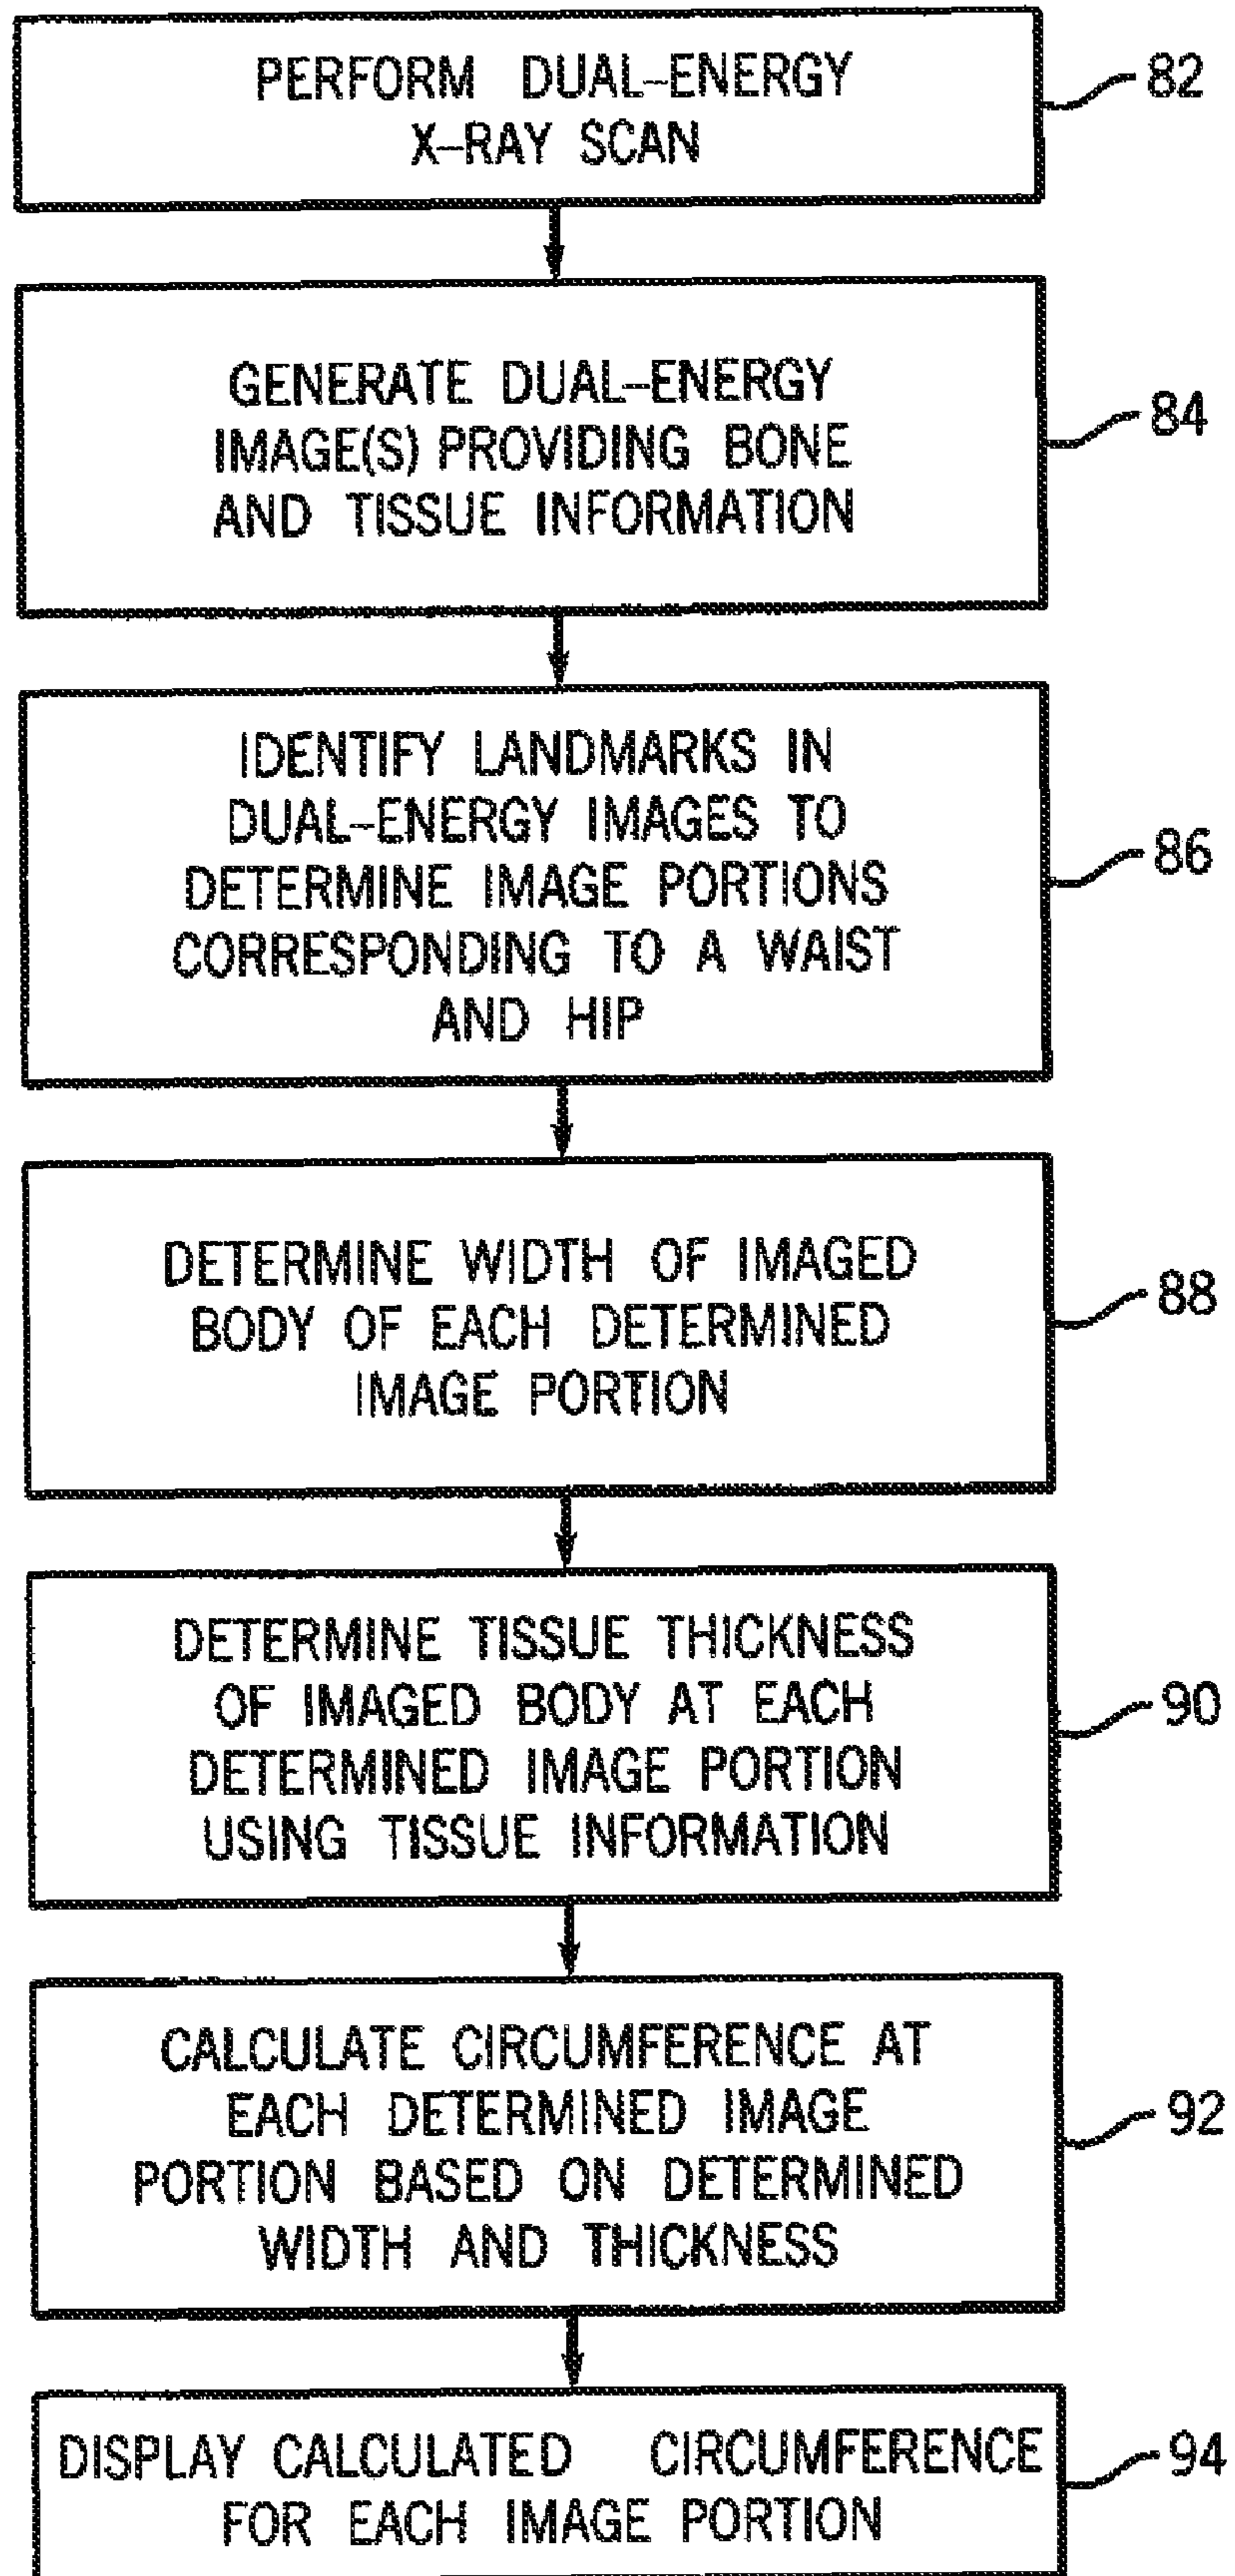 PERFORM DUAL-ENERGY
X-RAY SCAN
82
GENERATE DUAL-ENERGY
IMAGE(S) PROVIDING BONE
AND TISSUE INFORMATION
84
IDENTIFY LANDMARKS IN
DUAL-ENERGY IMAGES TO
DETERMINE IMAGE PORTIONS
CORRESPONDING TO A WAIST
AND HIP
86
DETERMINE WIDTH OF IMAGED
BODY OF EACH DETERMINED
IMAGE PORTION
88
DETERMINE TISSUE THICKNESS
OF IMAGED BODY AT EACH
DETERMINED IMAGE PORTION
USING TISSUE INFORMATION
90
CALCULATE CIRCUMFERENCE AT
EACH DETERMINED IMAGE
PORTION BASED ON DETERMINED
WIDTH AND THICKNESS
92
DISPLAY CALCULATED CIRCUMFERENCE
FOR EACH IMAGE PORTION
94